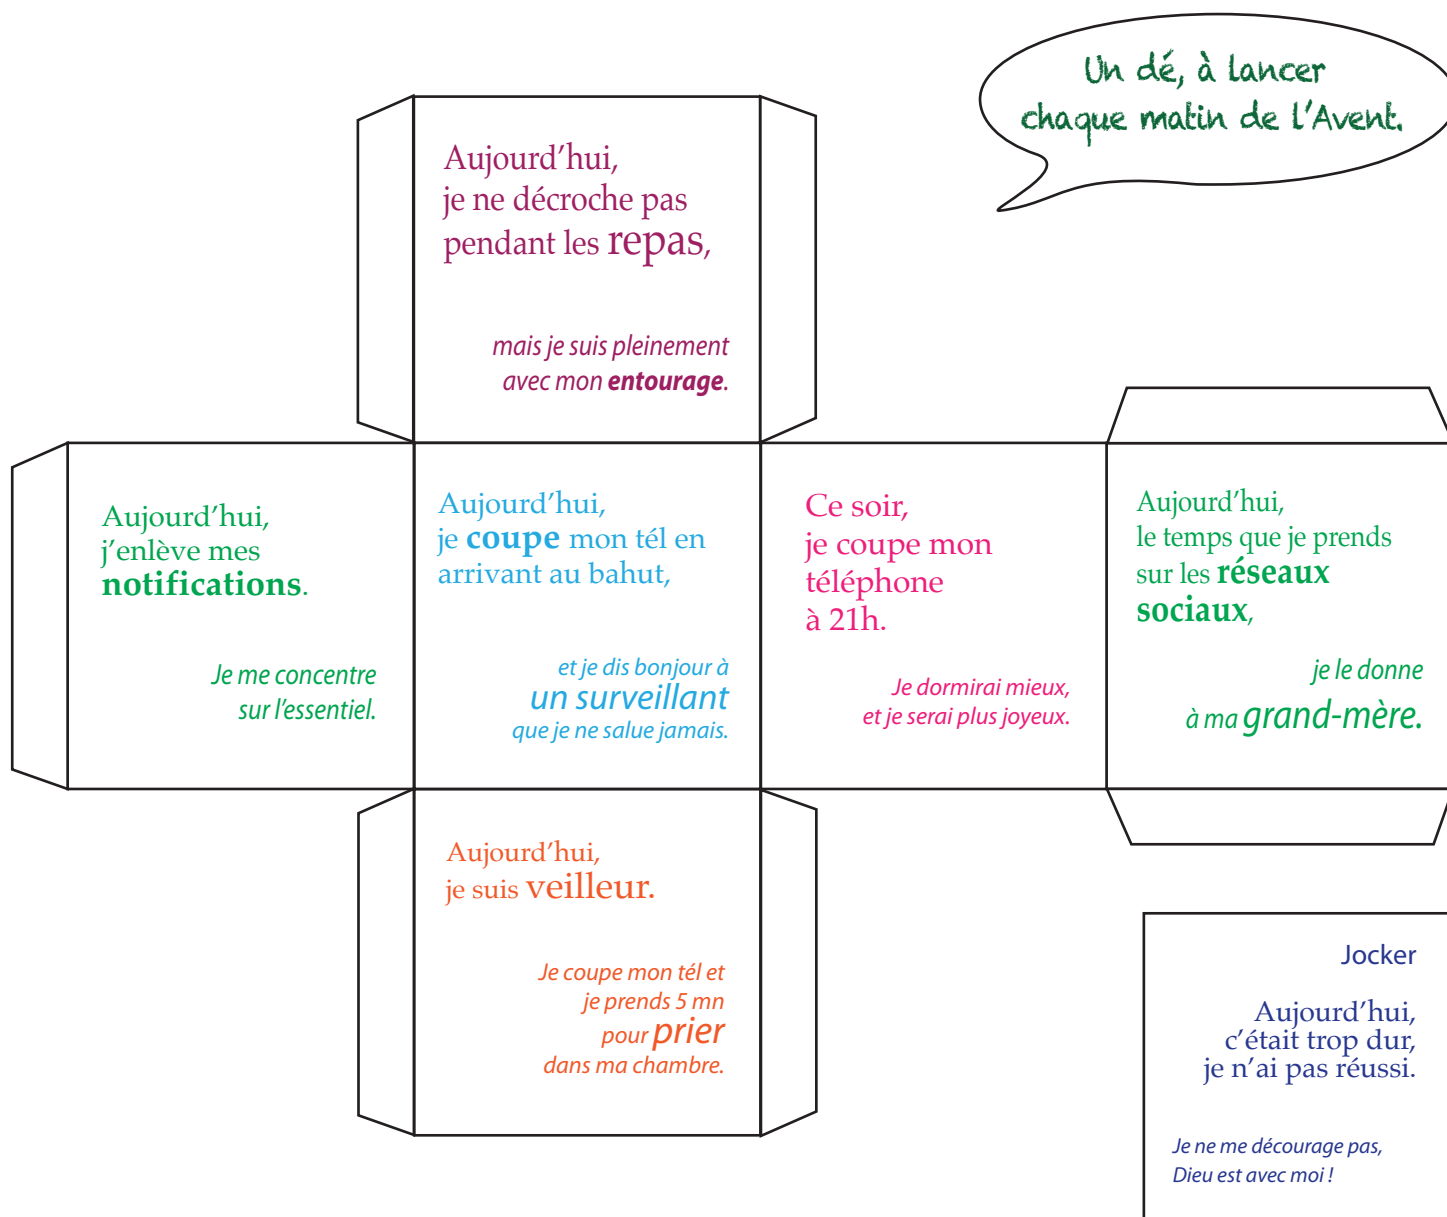 Un dé, à lancer
chaque matin de l'Avent.
Aujourd'hui,
je ne décroche pas
pendant les repas,
mais je suis pleinement
avec mon entourage.
Aujourd'hui,
j'enlève mes
notifications.
Je me concentre
sur l'essentiel.
Aujourd'hui,
je coupe mon tél en
arrivant au bahut,
et je dis bonjour à
un surveillant
que je ne salue jamais.
Ce soir,
je coupe mon
téléphone
à 21h.
Je dormirai mieux,
et je serai plus joyeux.
Aujourd'hui,
le temps que je prends
sur les réseaux
sociaux,
je le donne
à ma grand-mère.
Aujourd'hui,
je suis veilleur.
Je coupe mon tél et
je prends 5 mn
pour prier
dans ma chambre.
Jocker
Aujourd'hui,
c'était trop dur,
je n'ai pas réussi.
Je ne me décourage pas,
Dieu est avec moi !